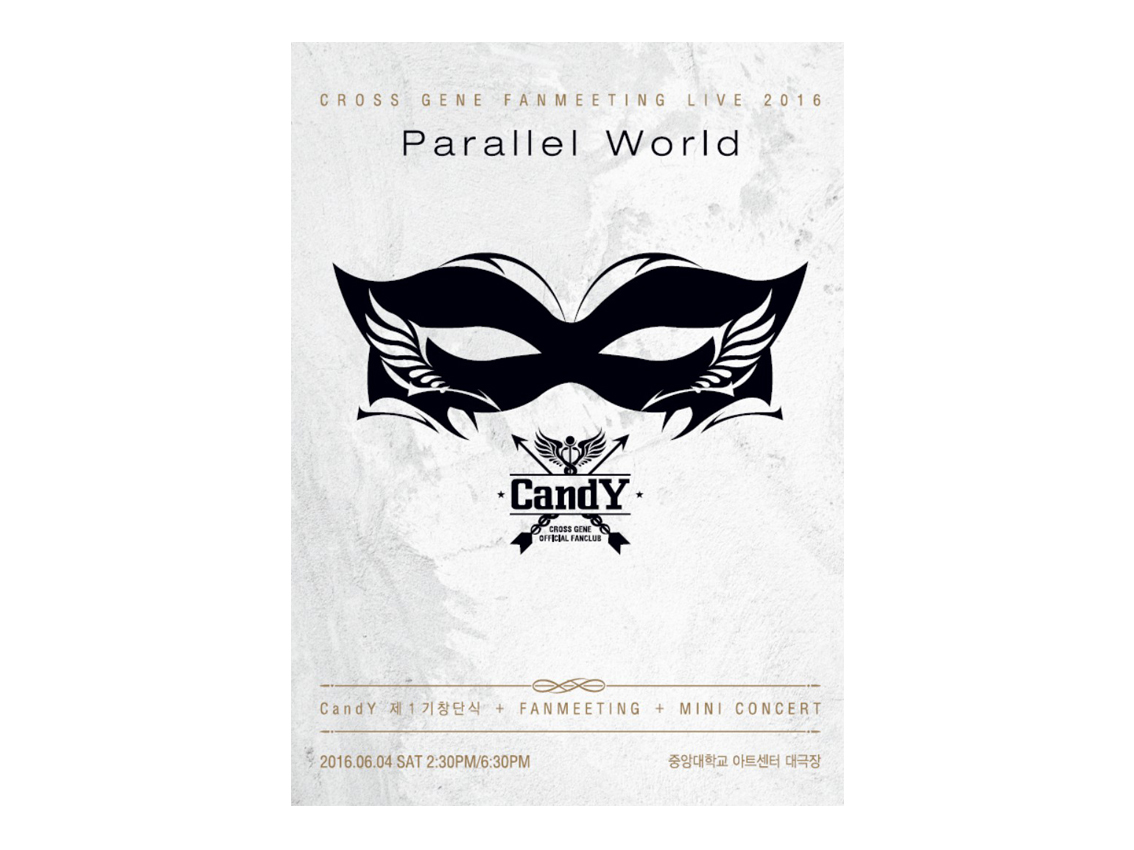 CROSS GENE FANMEETING LIVE 2016
Parallel World
CandY
CROSS GENE
OFFICIAL FANCLUB
CandY 제1기창단식 + FANMEETING + MINI CONCERT
2016.06.04 SAT 2:30PM/6:30PM
중앙대학교 아트센터 대극장